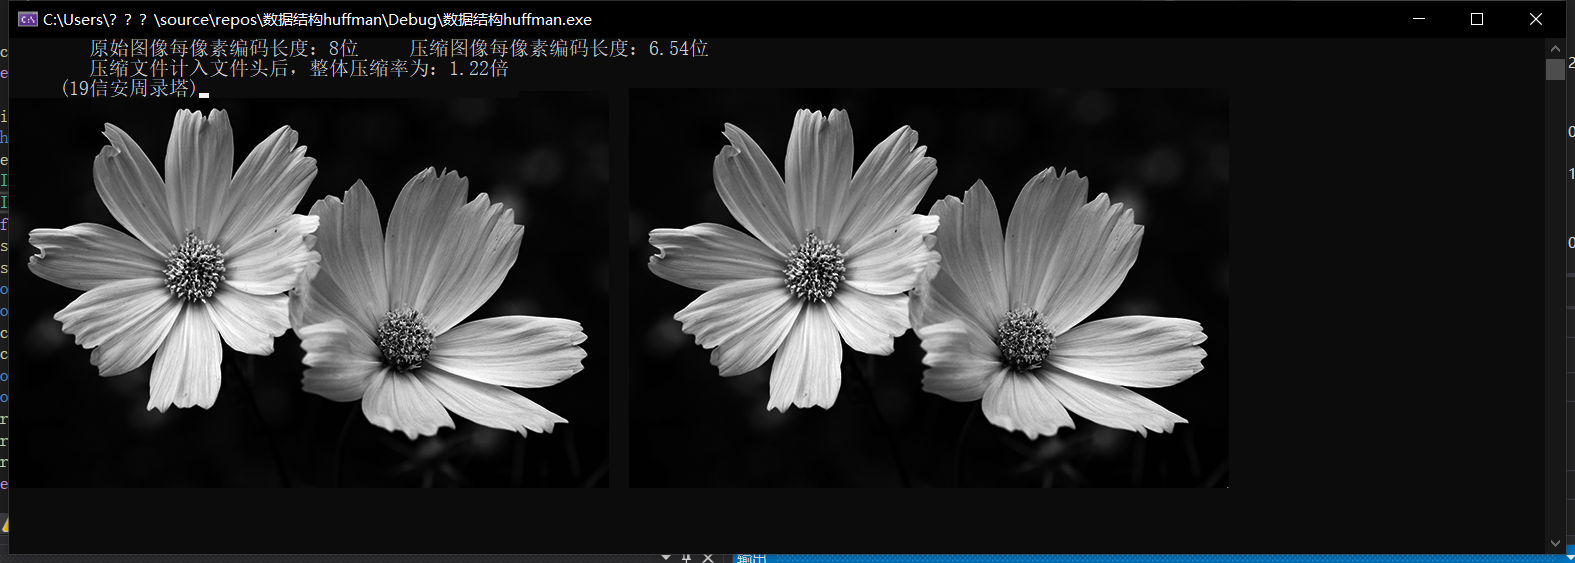 C:\Users\? ? ? \source\repos\数据结构huffman\Debug\数据结构huffman.exe
原始图像每像素编码长度：8位 压缩图像每像素编码长度：6.54位
压缩文件计入文件头后，整体压缩率为：1.22倍
(19信安周录塔)
输出